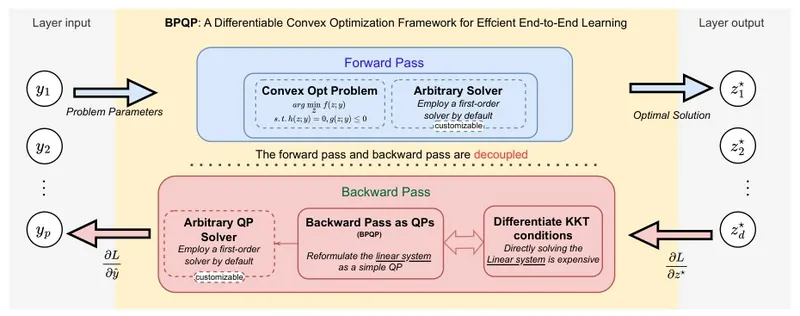 Layer input
BPQP: A Differentiable Convex Optimization Framework for Effcient End-to-End Learning
Layer output
y₁
y₂
⋮
yₚ
Problem Parameters
Forward Pass
Convex Opt Problem
arg min f(z; y)
z
s.t. h(z; y) = 0, g(z; y) ≤ 0
Arbitrary Solver
Employ a first-order
solver by default
customizable
Optimal Solution
z₁⋆
z₂⋆
⋮
z_d⋆
The forward pass and backward pass are decoupled
Backward Pass
Arbitrary QP
Solver
Employ a first-order
solver by default
customizable
Backward Pass as QPs
(BPQP)
Reformulate the linear system
as a simple QP
Differentiate KKT
conditions
Directly solving the
Linear system is expensive
∂L
∂ŷ
∂L
∂z⋆